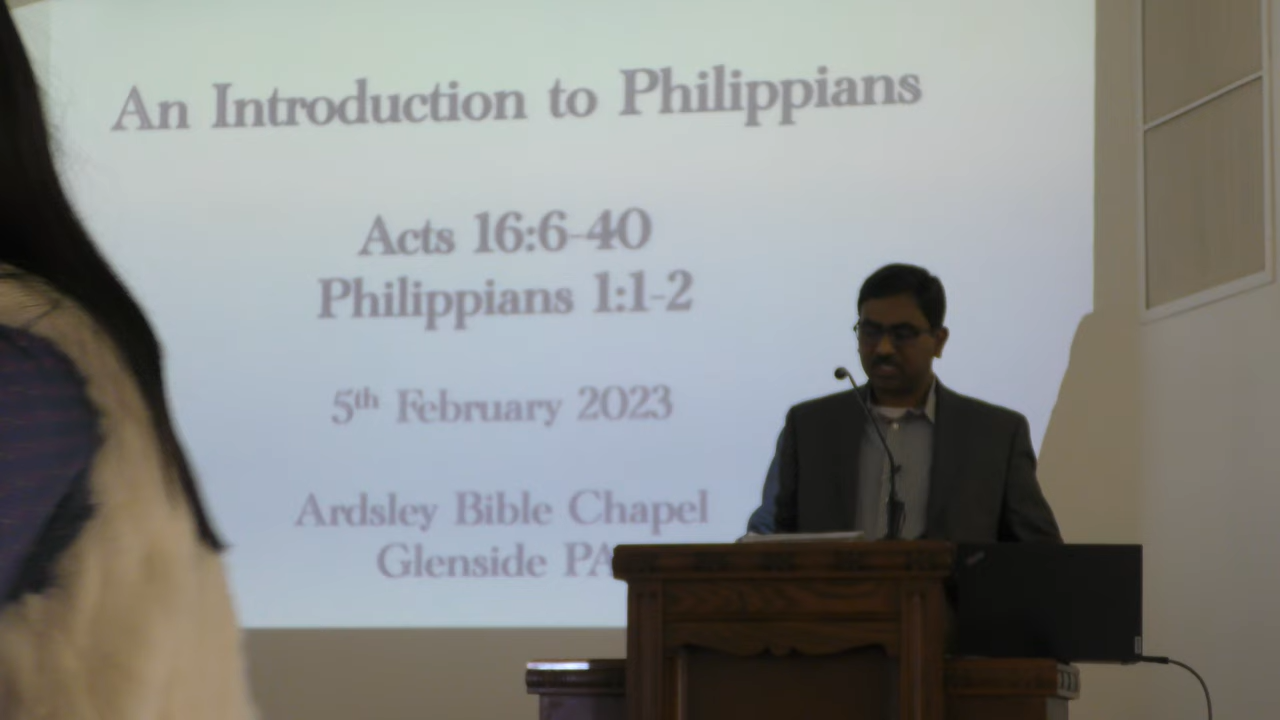 An Introduction to Philippians
Acts 16:6-40
Philippians 1:1-2
5th February 2023
Ardsley Bible Chapel
Glenside PA